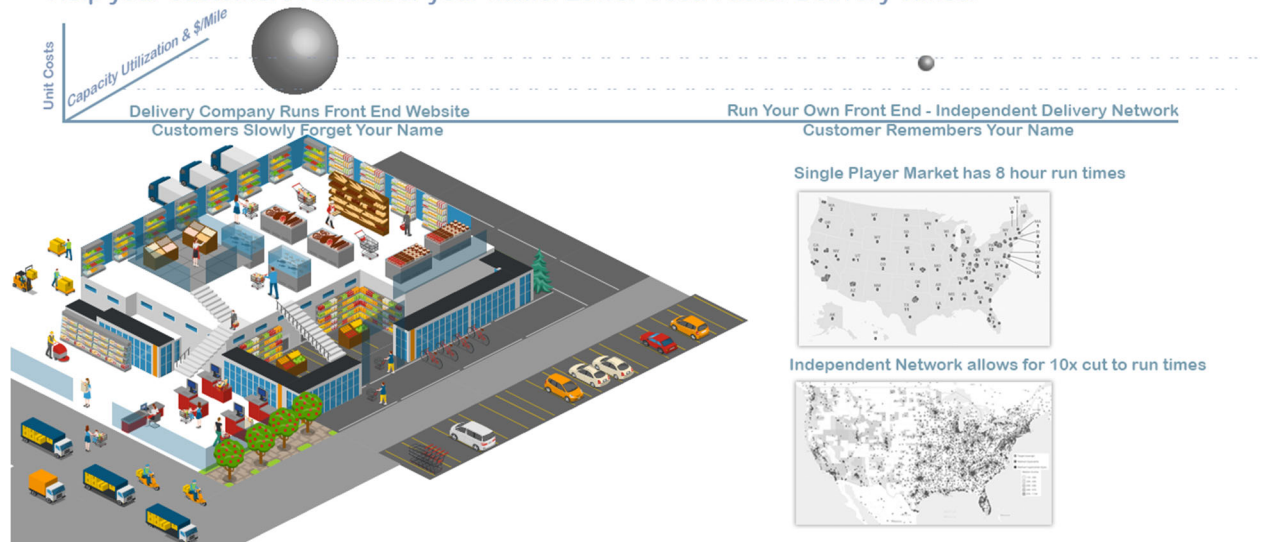 Capacity Utilization & $/Mile
Unit Costs
Delivery Company Runs Front End Website
Customers Slowly Forget Your Name
Run Your Own Front End - Independent Delivery Network
Customer Remembers Your Name
Single Player Market has 8 hour run times
Independent Network allows for 10x cut to run times